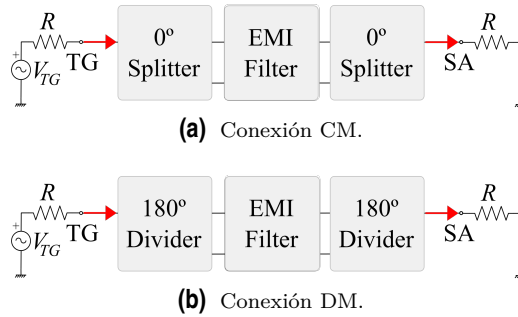 R
0º
Splitter
EMI
Filter
0º
Splitter
R
+
V_TG
TG
SA
(a) Conexión CM.
R
180º
Divider
EMI
Filter
180º
Divider
R
+
V_TG
TG
SA
(b) Conexión DM.